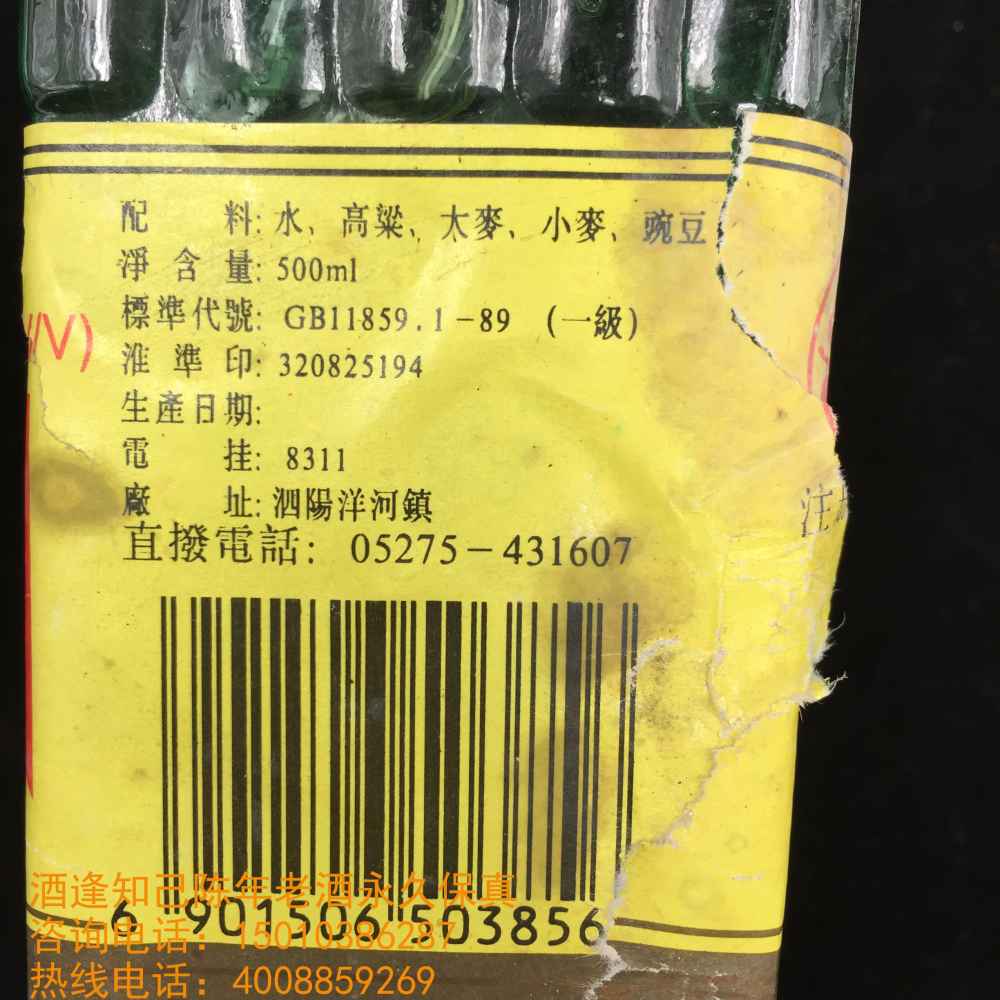 配料:水、高粱、大麥、小麥、豌豆
淨含量:500ml
標準代號:GB11859.1-89 (一級)
淮準印:320825194
生產日期:
電挂:8311
廠址:泗陽洋河鎮
直撥電話:05275-431607
/V)
注
6 901506 503856
酒逢知己陈年老酒永久保真
咨询电话：15010386287
热线电话：4008859269